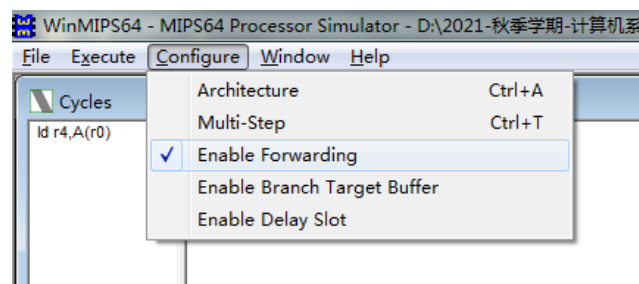 WinMIPS64 - MIPS64 Processor Simulator - D:\2021-秋季学期-计算机系
File Execute Configure Window Help
Cycles
ld r4,A(r0)
Architecture Ctrl+A
Multi-Step Ctrl+T
Enable Forwarding
Enable Branch Target Buffer
Enable Delay Slot